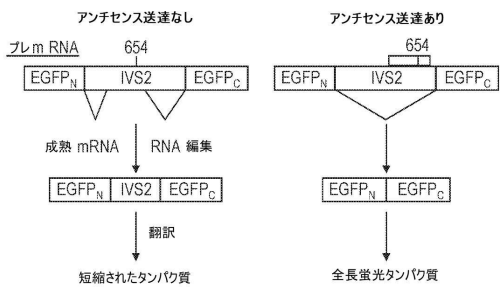 アンチセンス送達なし
アンチセンス送達あり
プレm RNA
654
654
EGFPN IVS2 EGFPC
EGFPN IVS2 EGFPC
成熟 mRNA RNA 編集
EGFPN IVS2 EGFPC
EGFPN EGFPC
翻訳
短縮されたタンパク質
全長蛍光タンパク質